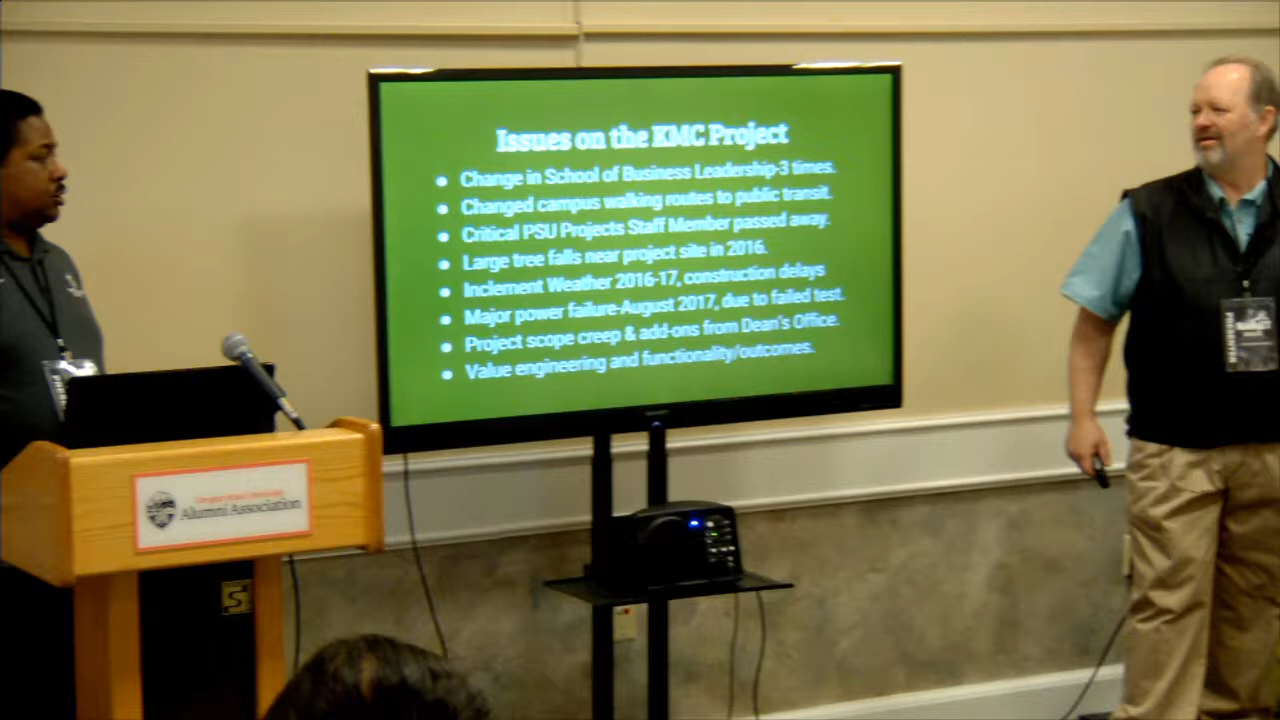 Issues on the KMC Project
Change in School of Business Leadership-3 times.
Changed campus walking routes to public transit.
Critical PSU Projects Staff Member passed away.
Large tree falls near project site in 2016.
Inclement Weather 2016-17, construction delays
Major power failure-August 2017, due to failed test.
Project scope creep & add-ons from Dean's Office.
Value engineering and functionality/outcomes.
Oregon State University
Alumni Association